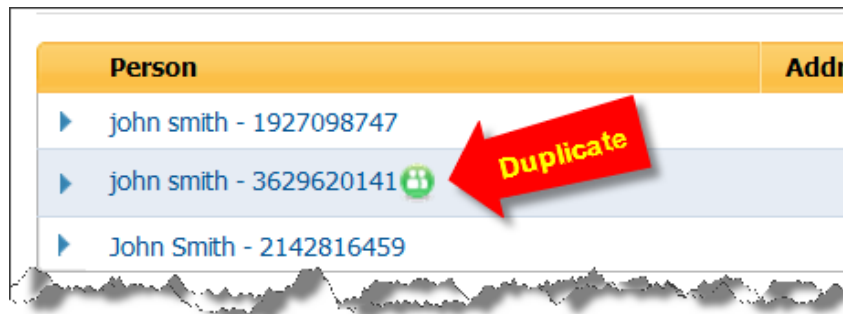 Person Addr
john smith - 1927098747
john smith - 3629620141
Duplicate
John Smith - 2142816459